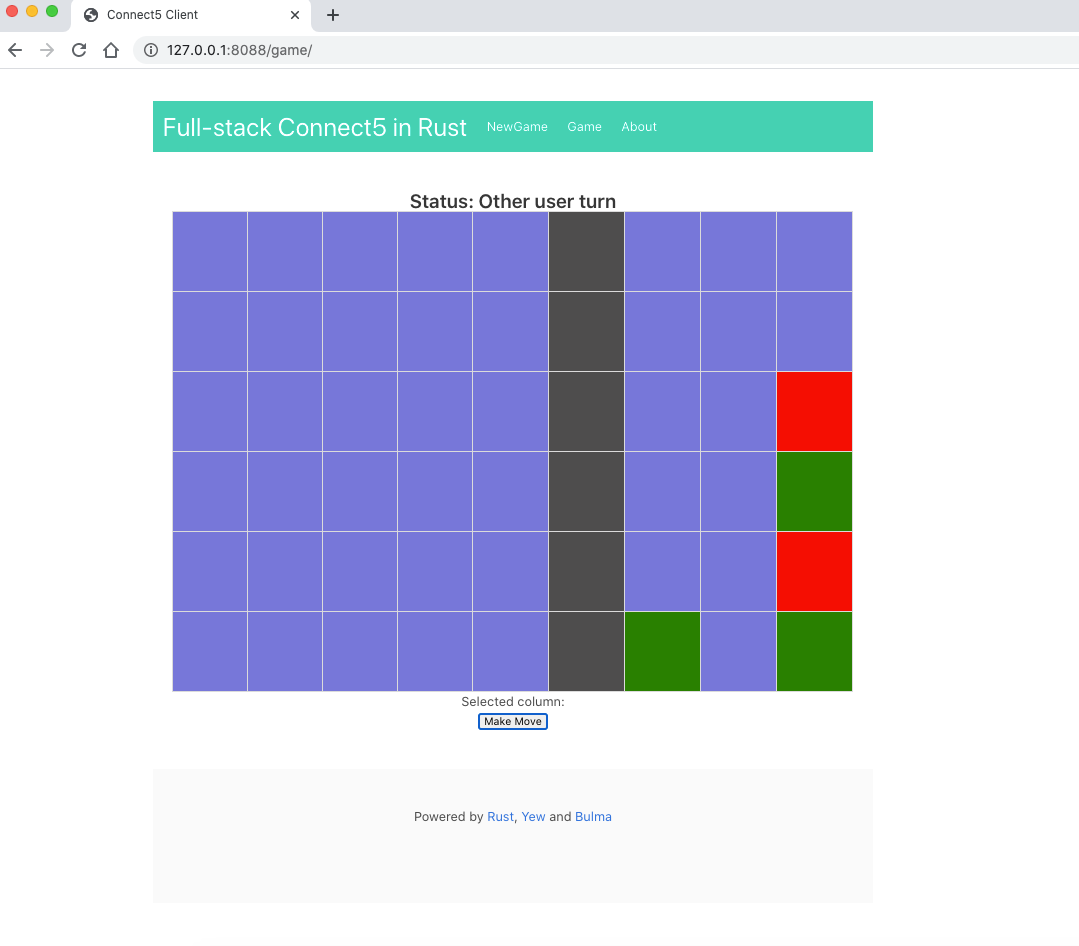 Connect5 Client
127.0.0.1:8088/game/
Full-stack Connect5 in Rust NewGame Game About
Status: Other user turn
Selected column:
Make Move
Powered by Rust, Yew and Bulma